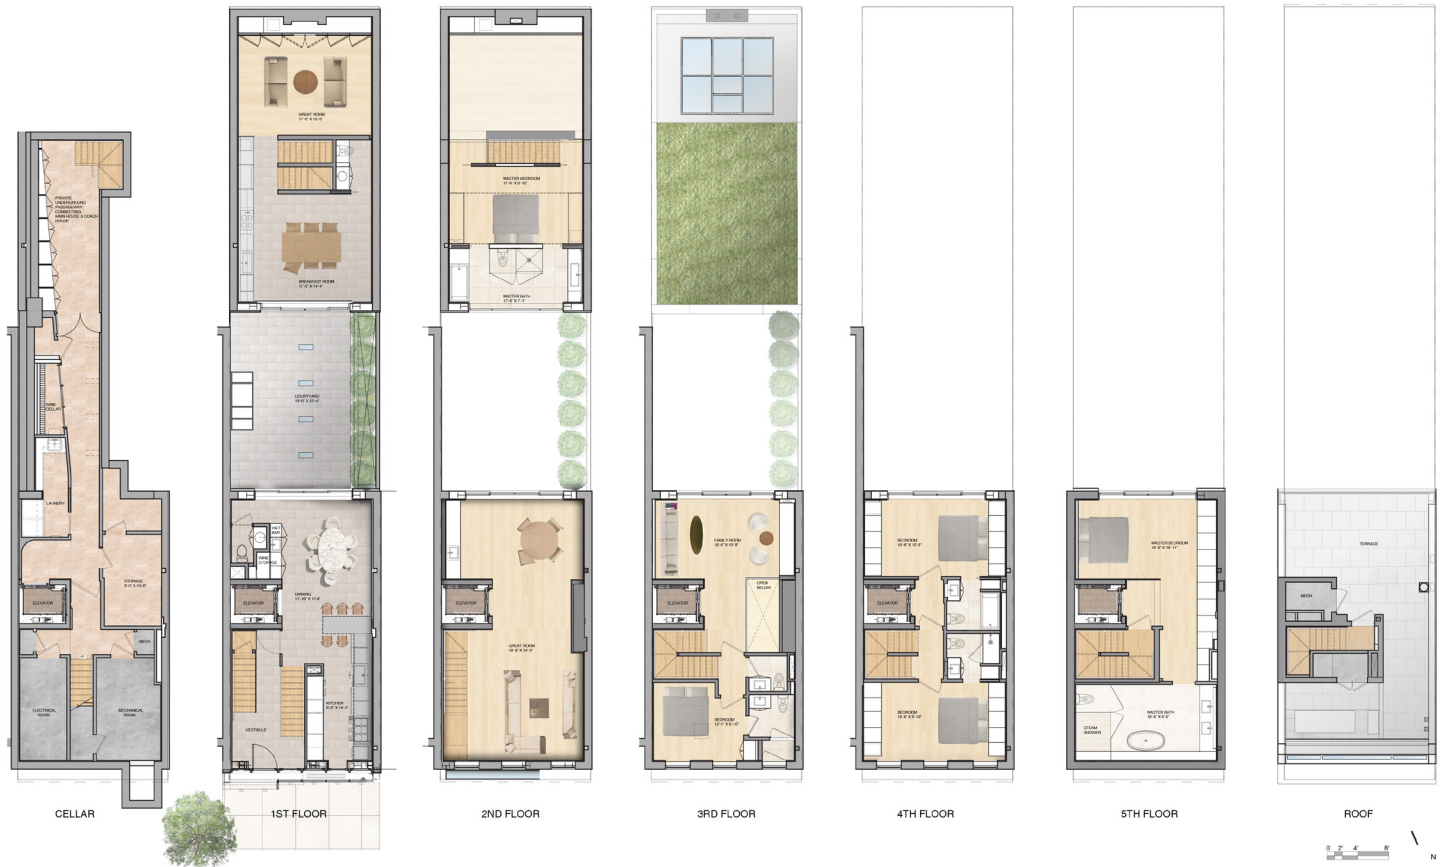 PRIVATE
UNDERGROUND
PASSAGEWAY
CONNECTING
MAIN HOUSE & COACH
HOUSE
WINE
CELLAR
LAUNDRY
STORAGE
ELEVATOR
MECH
ELECTRICAL
ROOM
MECHANICAL
ROOM
CELLAR
GREAT ROOM
BREAKFAST ROOM
COURTYARD
WET
BAR
WINE
STORAGE
DINING
ELEVATOR
KITCHEN
VESTIBULE
1ST FLOOR
MASTER BEDROOM
MASTER BATH
ELEVATOR
GREAT ROOM
2ND FLOOR
FAMILY ROOM
OPEN
BELOW
ELEVATOR
BEDROOM
3RD FLOOR
BEDROOM
ELEVATOR
BEDROOM
4TH FLOOR
MASTER BEDROOM
MASTER BATH
STEAM
SHOWER
5TH FLOOR
TERRACE
MECH
ROOF
0 2' 4' 8'
N